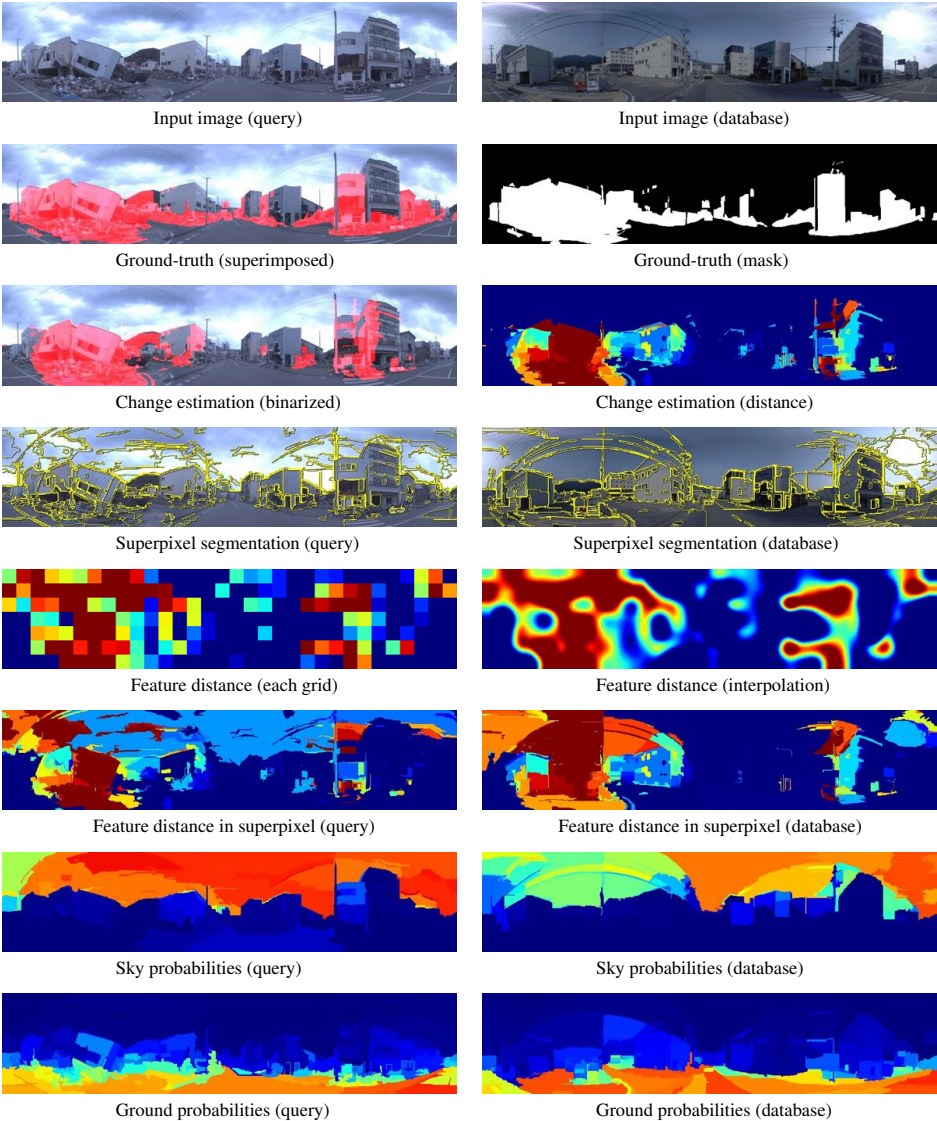 Input image (query)
Input image (database)
Ground-truth (superimposed)
Ground-truth (mask)
Change estimation (binarized)
Change estimation (distance)
Superpixel segmentation (query)
Superpixel segmentation (database)
Feature distance (each grid)
Feature distance (interpolation)
Feature distance in superpixel (query)
Feature distance in superpixel (database)
Sky probabilities (query)
Sky probabilities (database)
Ground probabilities (query)
Ground probabilities (database)